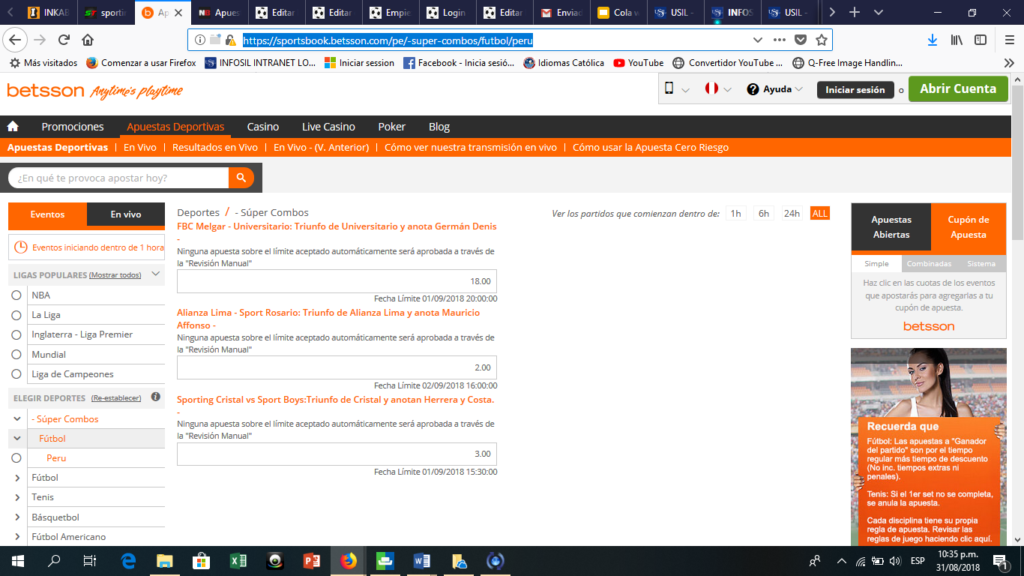 INKAB
sportin
Ap
Apues
Editar
Editar
Empie
Login
Editar
Enviad
Cola w
USIL -
INFOS
USIL -
https://sportsbook.betsson.com/pe/-super-combos/futbol/peru
Más visitados
Comenzar a usar Firefox
INFOSIL INTRANET LO...
Iniciar session
Facebook - Inicia sesió...
Idiomas Católica
YouTube
Convertidor YouTube ...
Q-Free Image Handlin...
betsson Anytime's playtime
Ayuda
Iniciar sesión
o
Abrir Cuenta
Promociones
Apuestas Deportivas
Casino
Live Casino
Poker
Blog
Apuestas Deportivas | En Vivo | Resultados en Vivo | En Vivo - (V. Anterior) | Cómo ver nuestra transmisión en vivo | Cómo usar la Apuesta Cero Riesgo
¿En qué te provoca apostar hoy?
Eventos
En vivo
Eventos iniciando dentro de 1 hora
LIGAS POPULARES (Mostrar todos)
NBA
La Liga
Inglaterra - Liga Premier
Mundial
Liga de Campeones
ELEGIR DEPORTES (Re-establecer)
- Súper Combos
Fútbol
Peru
Fútbol
Tenis
Básquetbol
Fútbol Americano
Deportes / - Súper Combos
Ver los partidos que comienzan dentro de: 1h 6h 24h ALL
FBC Melgar - Universitario: Triunfo de Universitario y anota Germán Denis
-
Ninguna apuesta sobre el límite aceptado automáticamente será aprobada a través de
la "Revisión Manual"
18.00
Fecha Límite 01/09/2018 20:00:00
Alianza Lima - Sport Rosario: Triunfo de Alianza Lima y anota Mauricio
Affonso -
Ninguna apuesta sobre el límite aceptado automáticamente será aprobada a través de
la "Revisión Manual"
2.00
Fecha Límite 02/09/2018 16:00:00
Sporting Cristal vs Sport Boys:Triunfo de Cristal y anotan Herrera y Costa.
-
Ninguna apuesta sobre el límite aceptado automáticamente será aprobada a través de
la "Revisión Manual"
3.00
Fecha Límite 01/09/2018 15:30:00
Apuestas
Abiertas
Cupón de
Apuesta
Simple
Combinadas
Sistema
Haz clic en las cuotas de los eventos
que apostarás para agregarlas a tu
cupón de apuesta.
betsson
Recuerda que
Fútbol: Las apuestas a "Ganador
del partido" son por el tiempo
regular más tiempo de descuento
(No inc. tiempos extras ni
penales).
Tenis: Si el 1er set no se completa,
se anula la apuesta.
Cada disciplina tiene su propia
regla de apuesta. Revisar las
reglas de juego haciendo clic aquí.
ESP
10:35 p.m.
31/08/2018
1